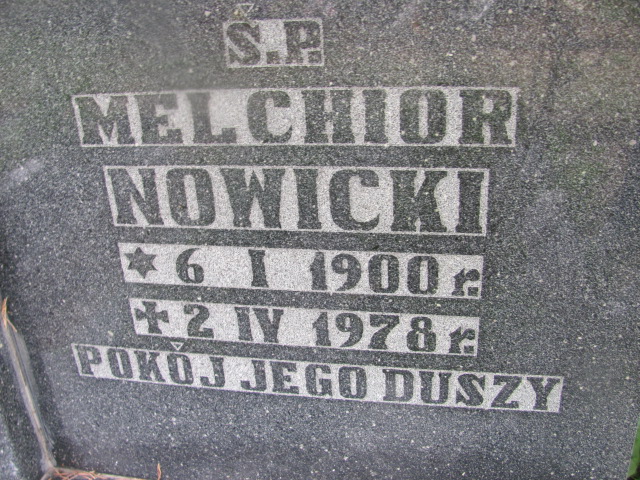 Ś.P.
MELCHIOR
NOWICKI
✶ 6 I 1900 r.
✝ 2 IV 1978 r.
POKÓJ JEGO DUSZY